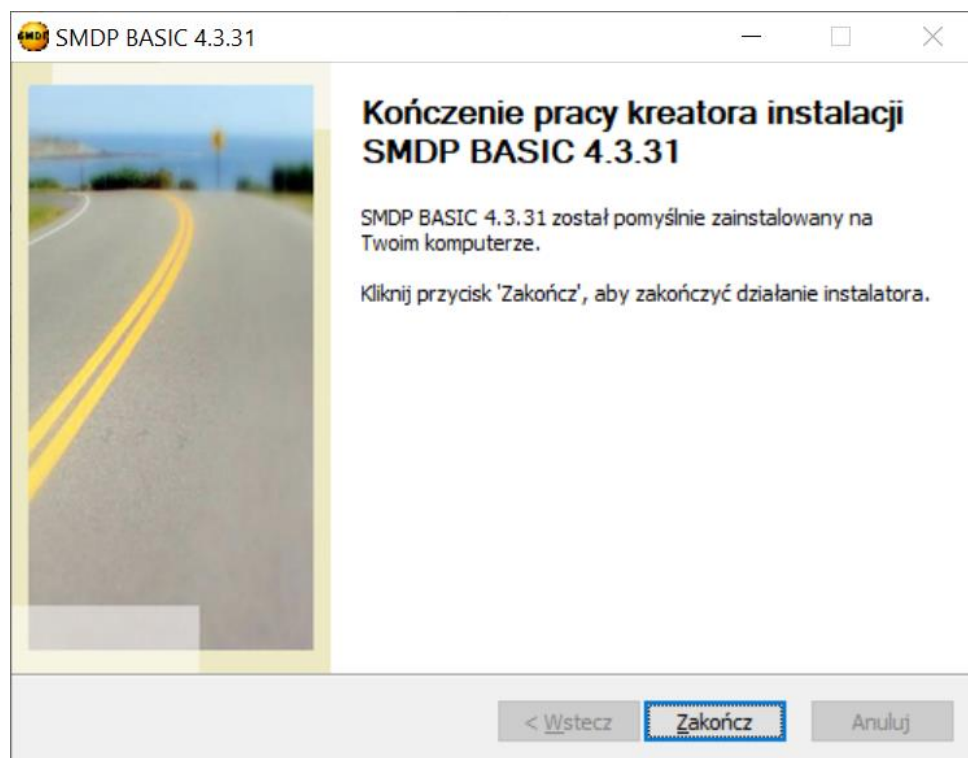 SMDP BASIC 4.3.31
Kończenie pracy kreatora instalacji
SMDP BASIC 4.3.31
SMDP BASIC 4.3.31 został pomyślnie zainstalowany na
Twoim komputerze.
Kliknij przycisk 'Zakończ', aby zakończyć działanie instalatora.
< Wstecz
Zakończ
Anuluj